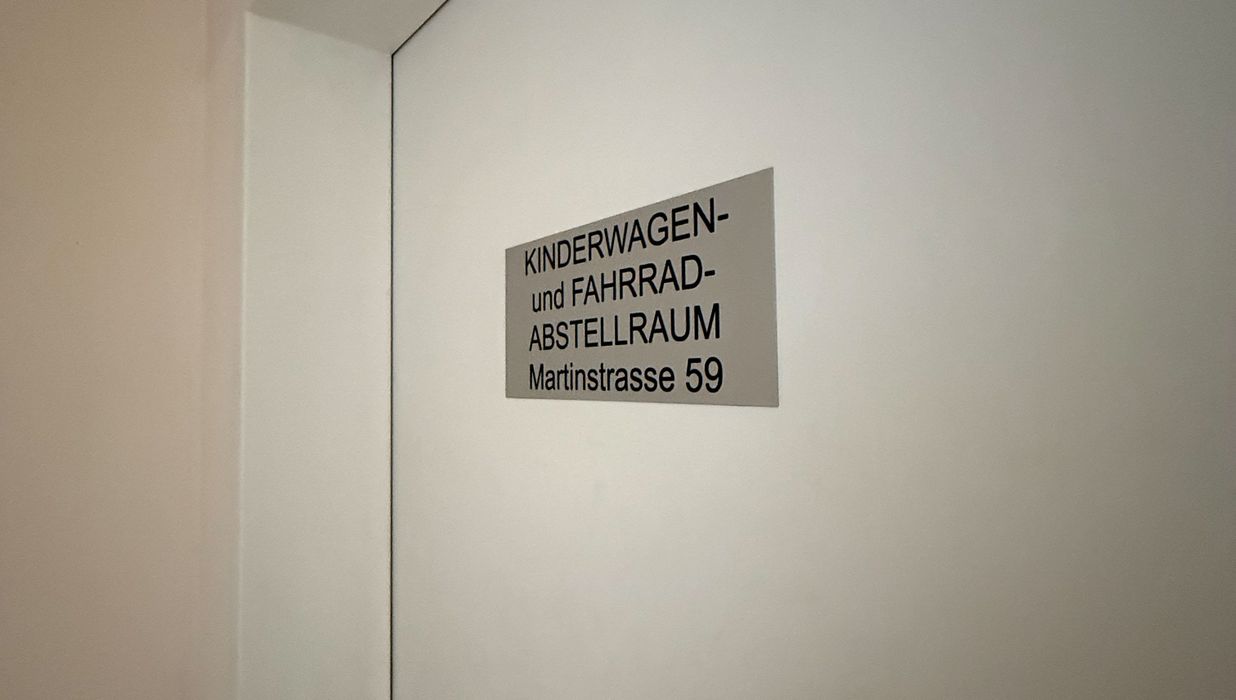 KINDERWAGEN-
und FAHRRAD-
ABSTELLRAUM
Martinstrasse 59